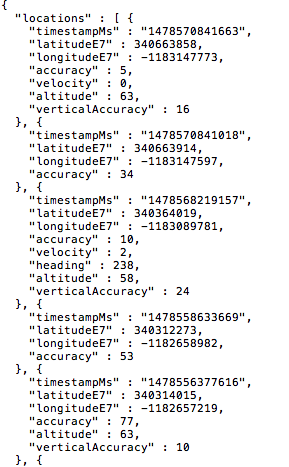 {
"locations" : [ {
"timestampMs" : "1478570841663",
"latitudeE7" : 340663858,
"longitudeE7" : -1183147773,
"accuracy" : 5,
"velocity" : 0,
"altitude" : 63,
"verticalAccuracy" : 16
}, {
"timestampMs" : "1478570841018",
"latitudeE7" : 340663914,
"longitudeE7" : -1183147597,
"accuracy" : 34
}, {
"timestampMs" : "1478568219157",
"latitudeE7" : 340364019,
"longitudeE7" : -1183089781,
"accuracy" : 10,
"velocity" : 2,
"heading" : 238,
"altitude" : 58,
"verticalAccuracy" : 24
}, {
"timestampMs" : "1478558633669",
"latitudeE7" : 340312273,
"longitudeE7" : -1182658982,
"accuracy" : 53
}, {
"timestampMs" : "1478556377616",
"latitudeE7" : 340314015,
"longitudeE7" : -1182657219,
"accuracy" : 77,
"altitude" : 63,
"verticalAccuracy" : 10
}, {